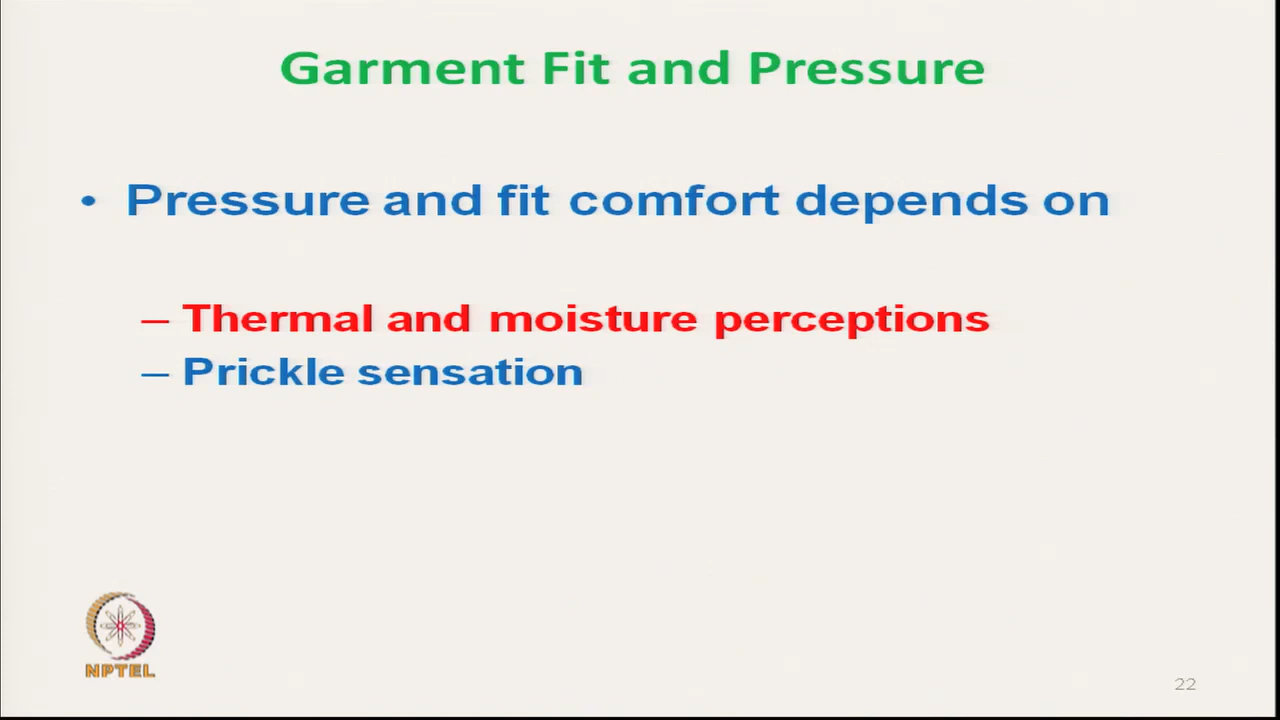 Garment Fit and Pressure
• Pressure and fit comfort depends on
– Thermal and moisture perceptions
– Prickle sensation
NPTEL
22